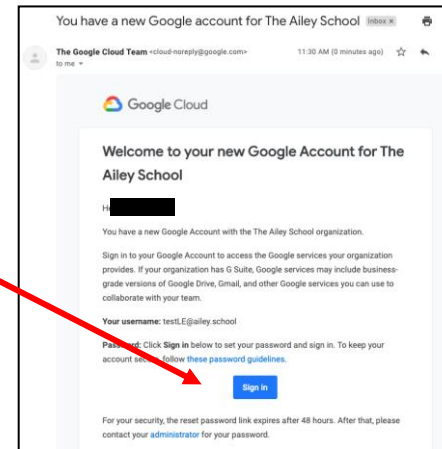 You have a new Google account for The Ailey School Inbox ×
The Google Cloud Team <cloud-noreply@google.com> 11:30 AM (0 minutes ago)
to me
Google Cloud
Welcome to your new Google Account for The
Ailey School
You have a new Google Account with the The Ailey School organization.
Sign in to your Google Account to access the Google services your organization
provides. If your organization has G Suite, Google services may include business-
grade versions of Google Drive, Gmail, and other Google services you can use to
collaborate with your team.
Your username: testLE@ailey.school
Password: Click Sign in below to set your password and sign in. To keep your
account secure, follow these password guidelines.
Sign in
For your security, the reset password link expires after 48 hours. After that, please
contact your administrator for your password.